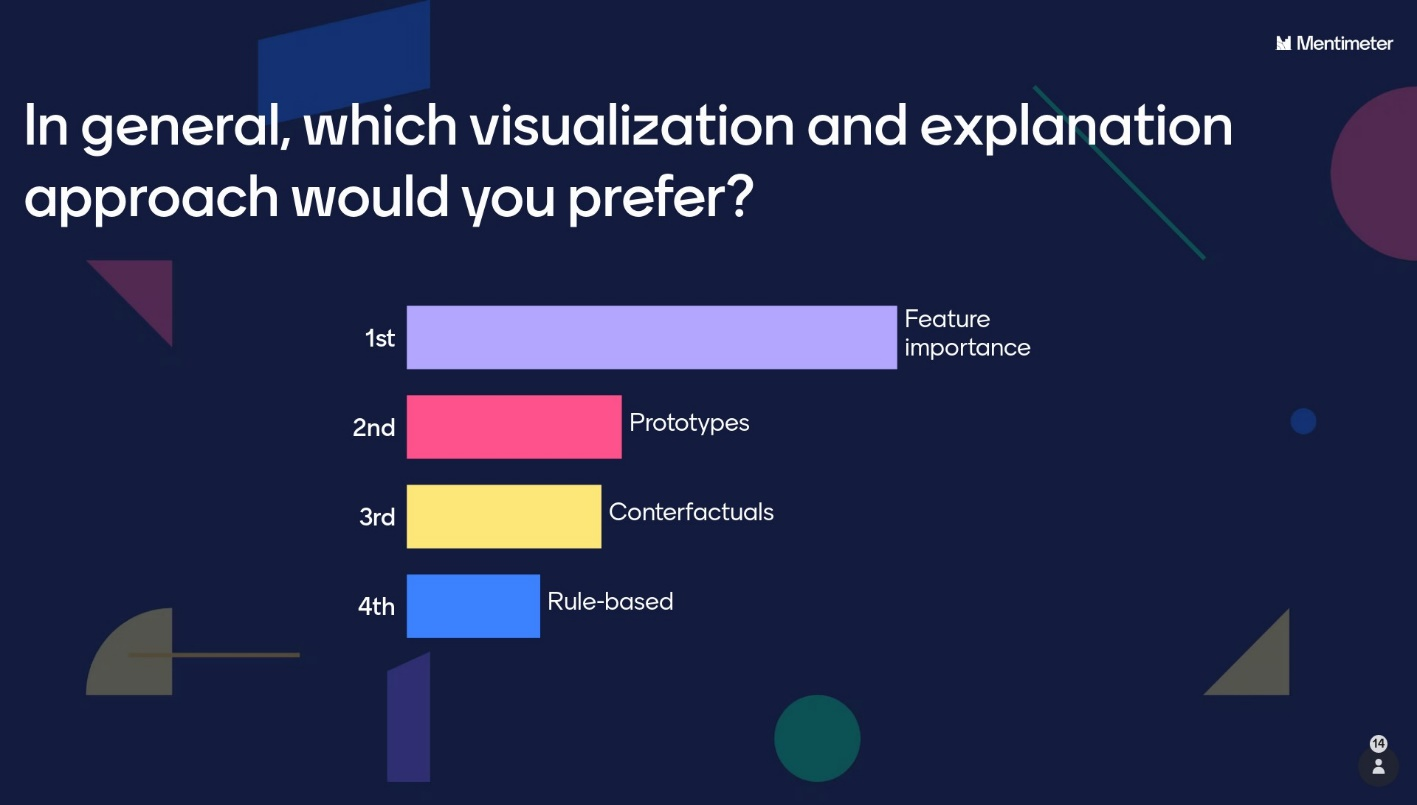 Mentimeter
In general, which visualization and explanation
approach would you prefer?
1st
Feature
importance
2nd
Prototypes
3rd
Conterfactuals
4th
Rule-based
14